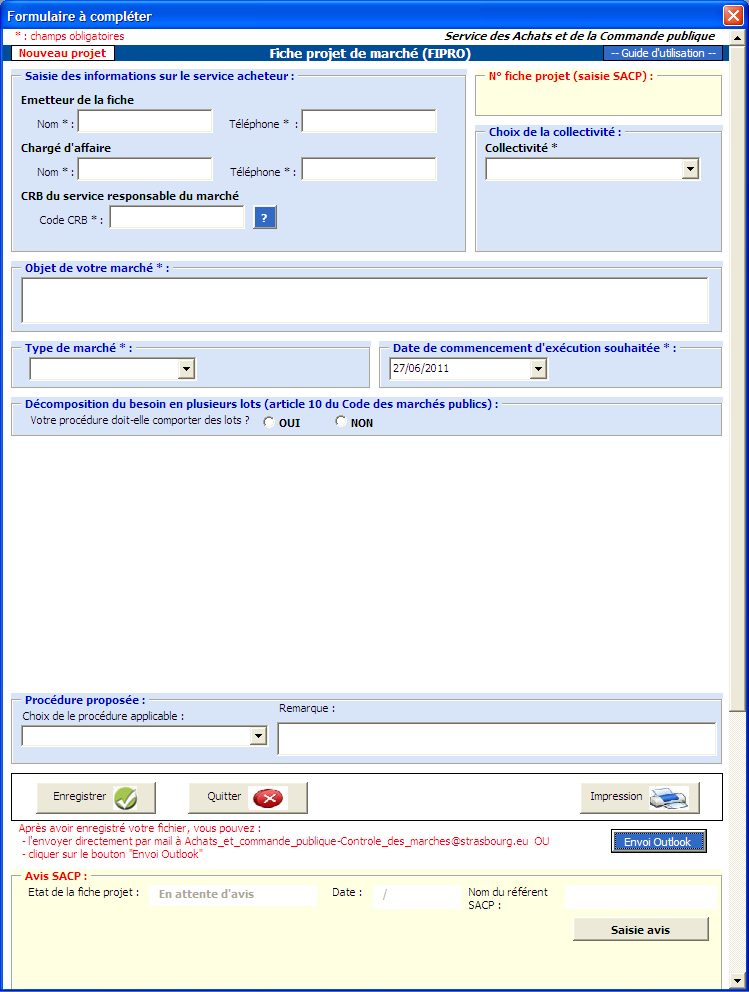 Formulaire à compléter
* : champs obligatoires
Service des Achats et de la Commande publique
Nouveau projet
Fiche projet de marché (FIPRO)
-- Guide d'utilisation --
Saisie des informations sur le service acheteur :
N° fiche projet (saisie SACP) :
Emetteur de la fiche
Nom * :
Téléphone * :
Choix de la collectivité :
Collectivité *
Chargé d'affaire
Nom * :
Téléphone * :
CRB du service responsable du marché
Code CRB * :
?
Objet de votre marché * :
Type de marché * :
Date de commencement d'exécution souhaitée * :
27/06/2011
Décomposition du besoin en plusieurs lots (article 10 du Code des marchés publics) :
Votre procédure doit-elle comporter des lots ?
OUI
NON
Procédure proposée :
Choix de le procédure applicable :
Remarque :
Enregistrer
Quitter
Impression
Après avoir enregistré votre fichier, vous pouvez :
- l'envoyer directement par mail à Achats_et_commande_publique-Controle_des_marches@strasbourg.eu OU
- cliquer sur le bouton "Envoi Outlook"
Envoi Outlook
Avis SACP :
Etat de la fiche projet :
En attente d'avis
Date :
/
Nom du référent
SACP :
Saisie avis